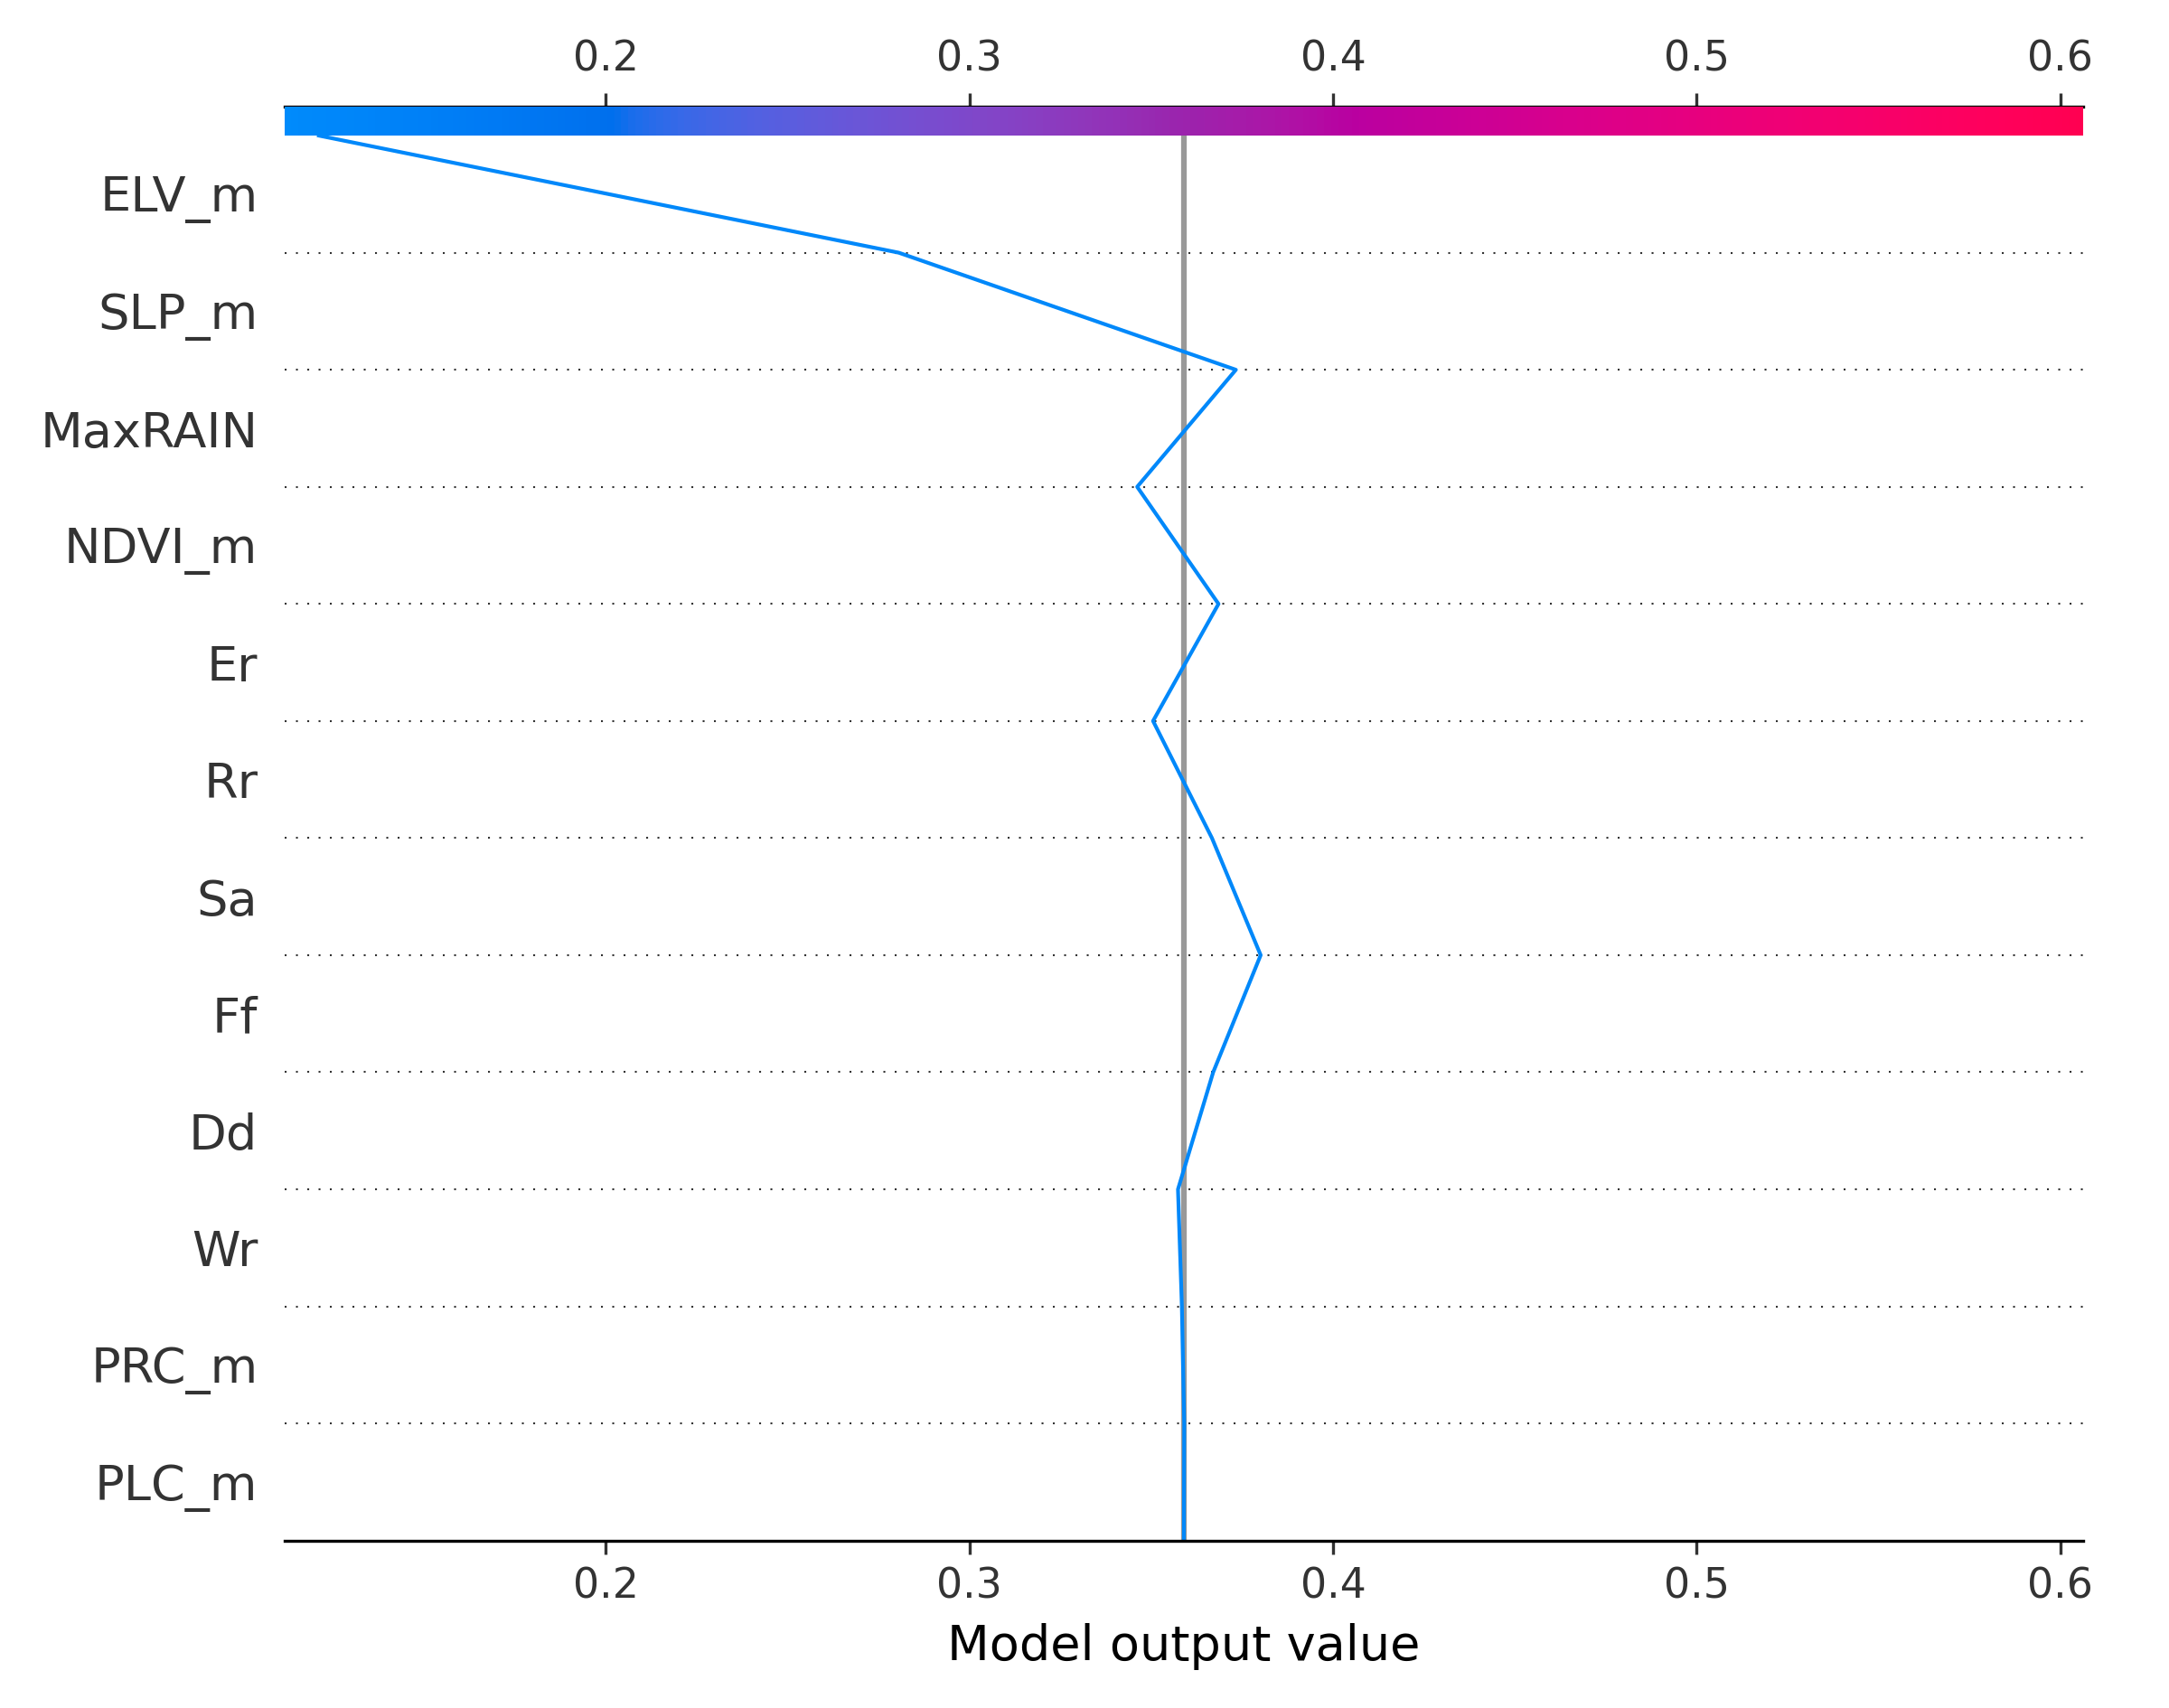 0.2 0.3 0.4 0.5 0.6
ELV_m
SLP_m
MaxRAIN
NDVI_m
Er
Rr
Sa
Ff
Dd
Wr
PRC_m
PLC_m
0.2 0.3 0.4 0.5 0.6
Model output value